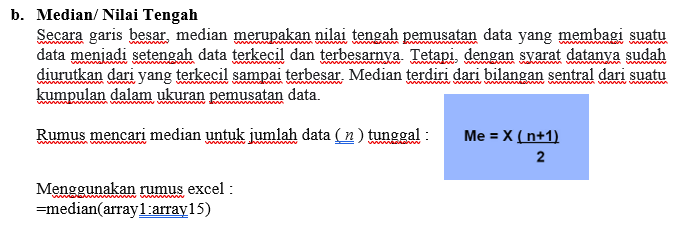 b. Median/ Nilai Tengah
Secara garis besar, median merupakan nilai tengah pemusatan data yang membagi suatu
data menjadi setengah data terkecil dan terbesarnya. Tetapi, dengan syarat datanya sudah
diurutkan dari yang terkecil sampai terbesar. Median terdiri dari bilangan sentral dari suatu
kumpulan dalam ukuran pemusatan data.
Rumus mencari median untuk jumlah data ( n ) tunggal :
Me = X ( n+1)
2
Menggunakan rumus excel :
=median(array1:array15)